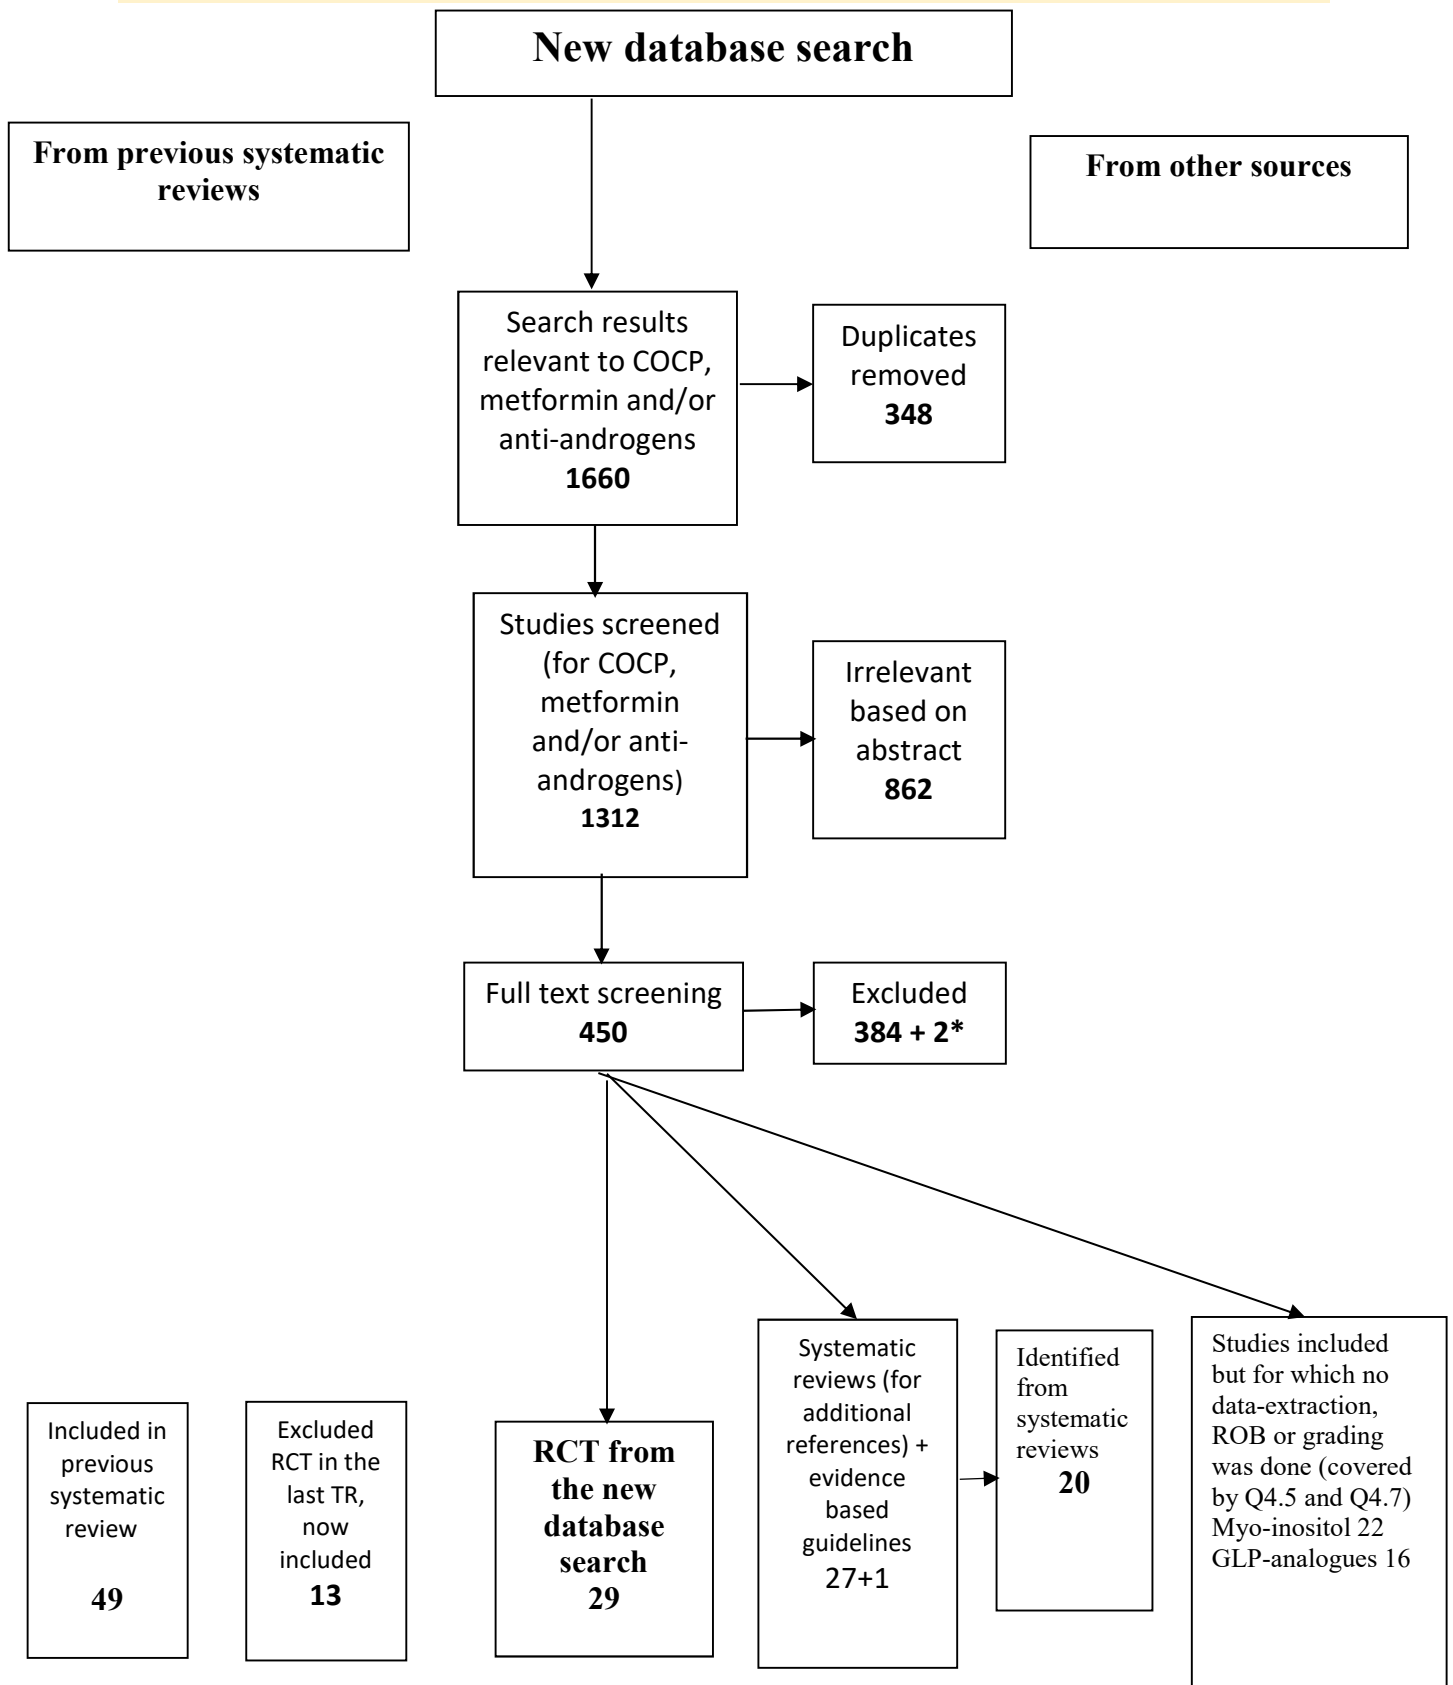 New database search
From previous systematic
reviews
From other sources
Search results
relevant to COCP,
metformin and/or
anti-androgens
1660
Duplicates
removed
348
Studies screened
(for COCP,
metformin
and/or anti-
androgens)
1312
Irrelevant
based on
abstract
862
Full text screening
450
Excluded
384 + 2*
Included in
previous
systematic
review
49
Excluded
RCT in the
last TR,
now
included
13
RCT from
the new
database
search
29
Systematic
reviews (for
additional
references) +
evidence
based
guidelines
27+1
Identified
from
systematic
reviews
20
Studies included
but for which no
data-extraction,
ROB or grading
was done (covered
by Q4.5 and Q4.7)
Myo-inositol 22
GLP-analogues 16